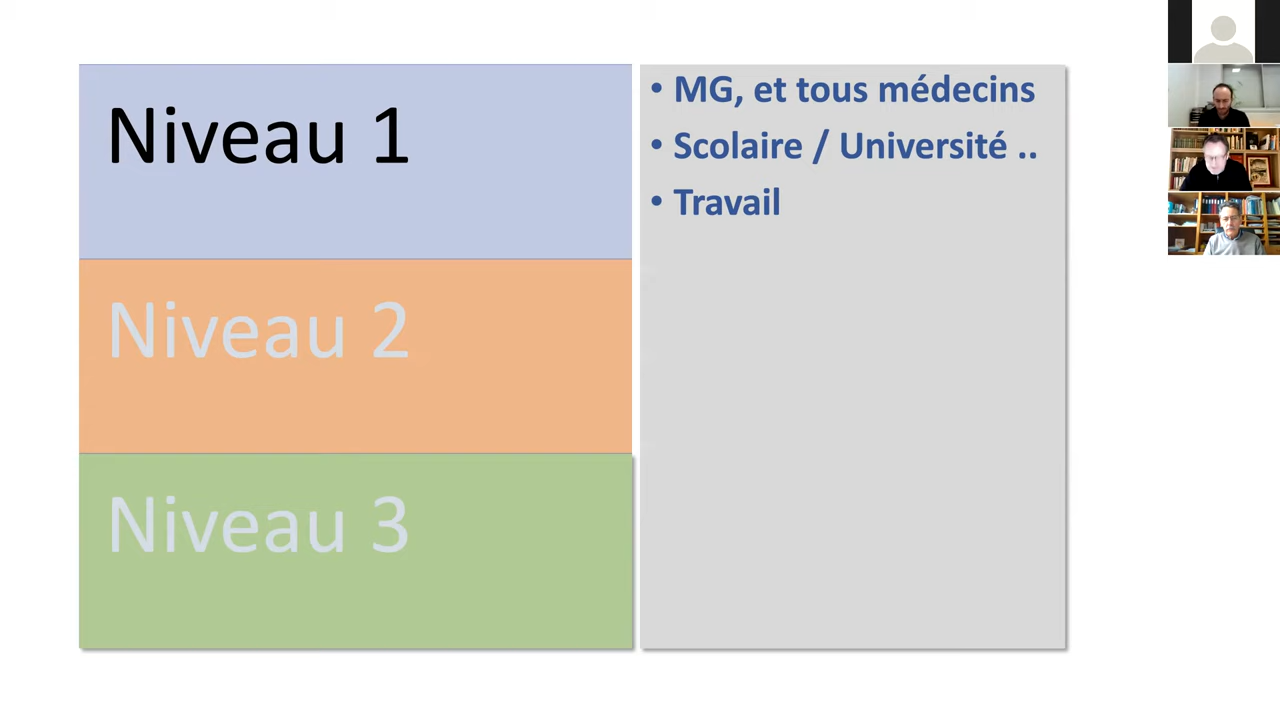 Niveau 1
Niveau 2
Niveau 3
• MG, et tous médecins
• Scolaire / Université ..
• Travail